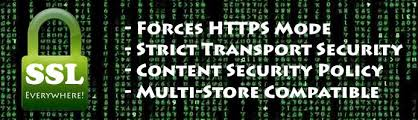 SSL
Everywhere!
- Forces HTTPS Mode
- Strict Transport Security
- Content Security Policy
- Multi-Store Compatible